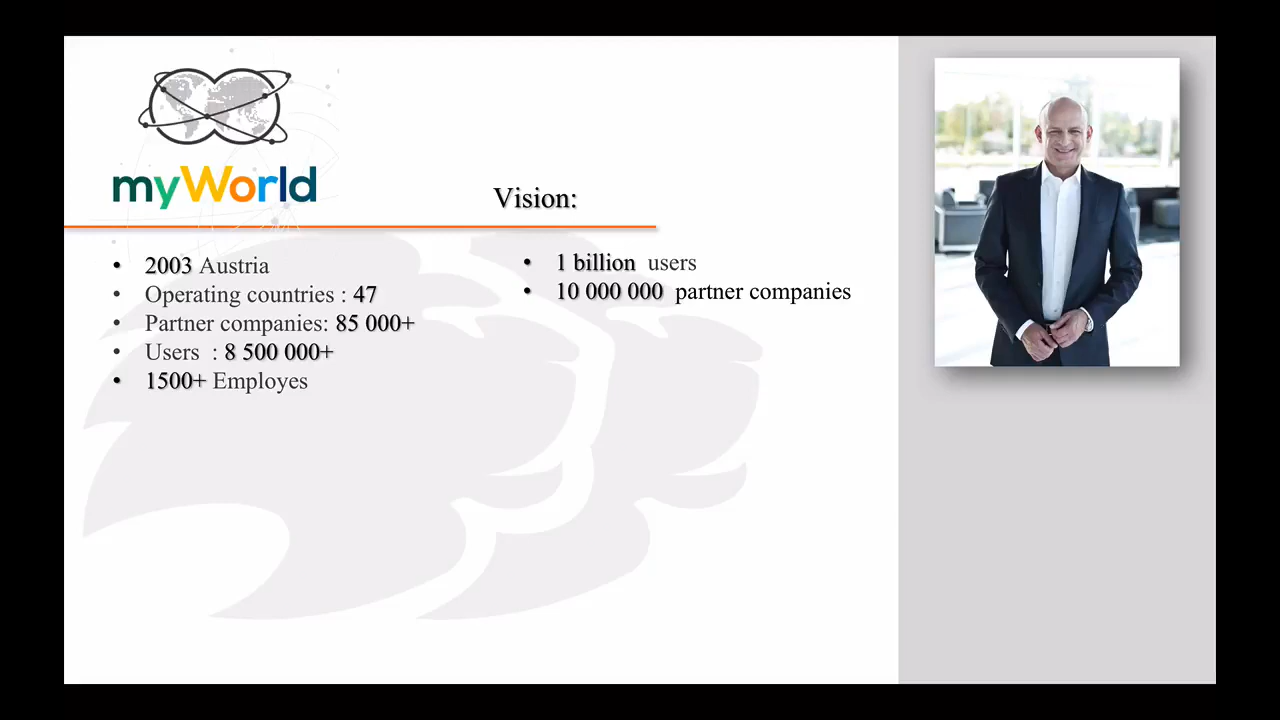 myWorld
Vision:
• 2003 Austria
• Operating countries : 47
• Partner companies: 85 000+
• Users : 8 500 000+
• 1500+ Employes
• 1 billion users
• 10 000 000 partner companies